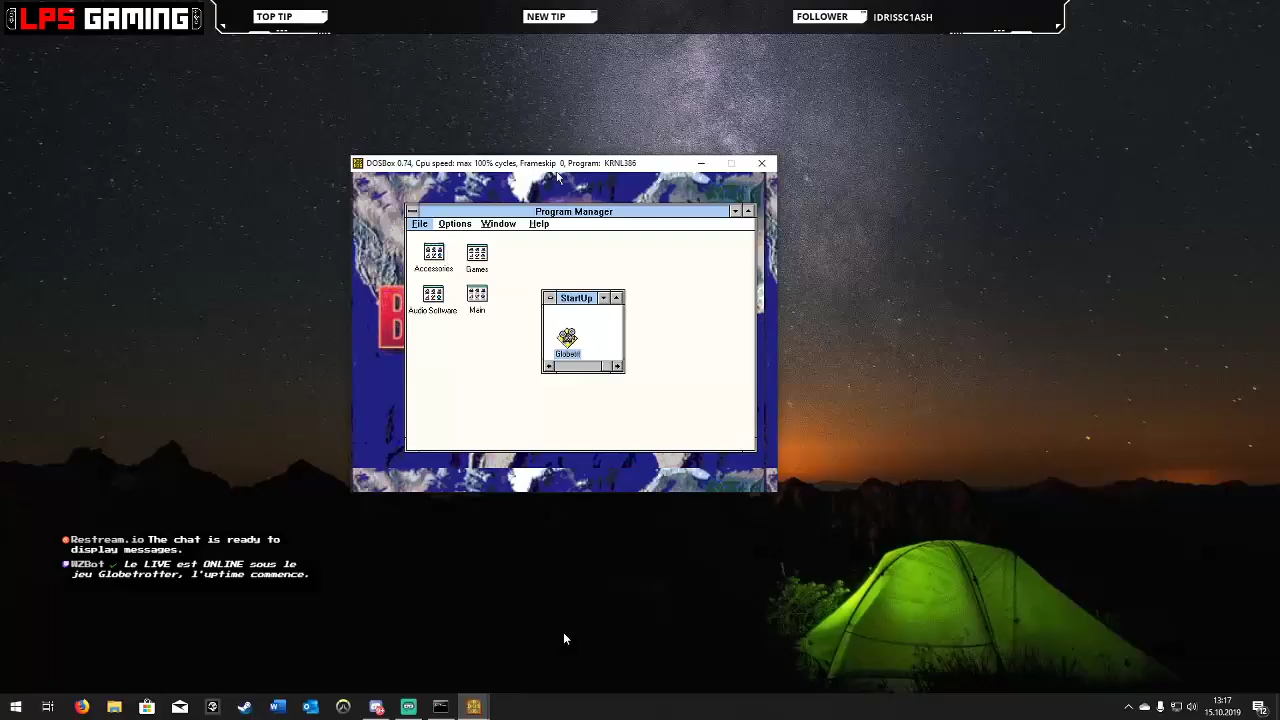 LPS GAMING
TOP TIP
NEW TIP
FOLLOWER
IDRISSC1ASH
DOSBox 0.74, Cpu speed: max 100% cycles, Frameskip 0, Program: KRNL386
Program Manager
File Options Window Help
Accessories
Games
Audio Software
Main
StartUp
Restream.io The chat is ready to
display messages.
WZBot Le LIVE est ONLINE sous le
jeu Globetrotter, l'uptime commence.
13:17
15.10.2019